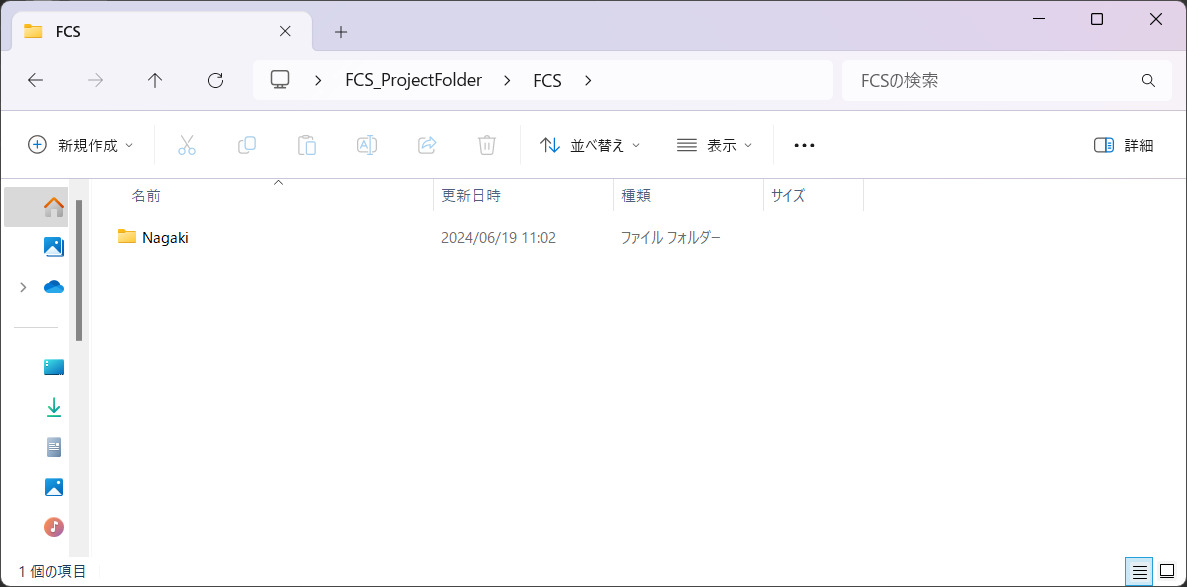 FCS
FCS_ProjectFolder FCS
FCSの検索
新規作成 並べ替え 表示 詳細
名前 更新日時 種類 サイズ
Nagaki 2024/06/19 11:02 ファイル フォルダー
1 個の項目